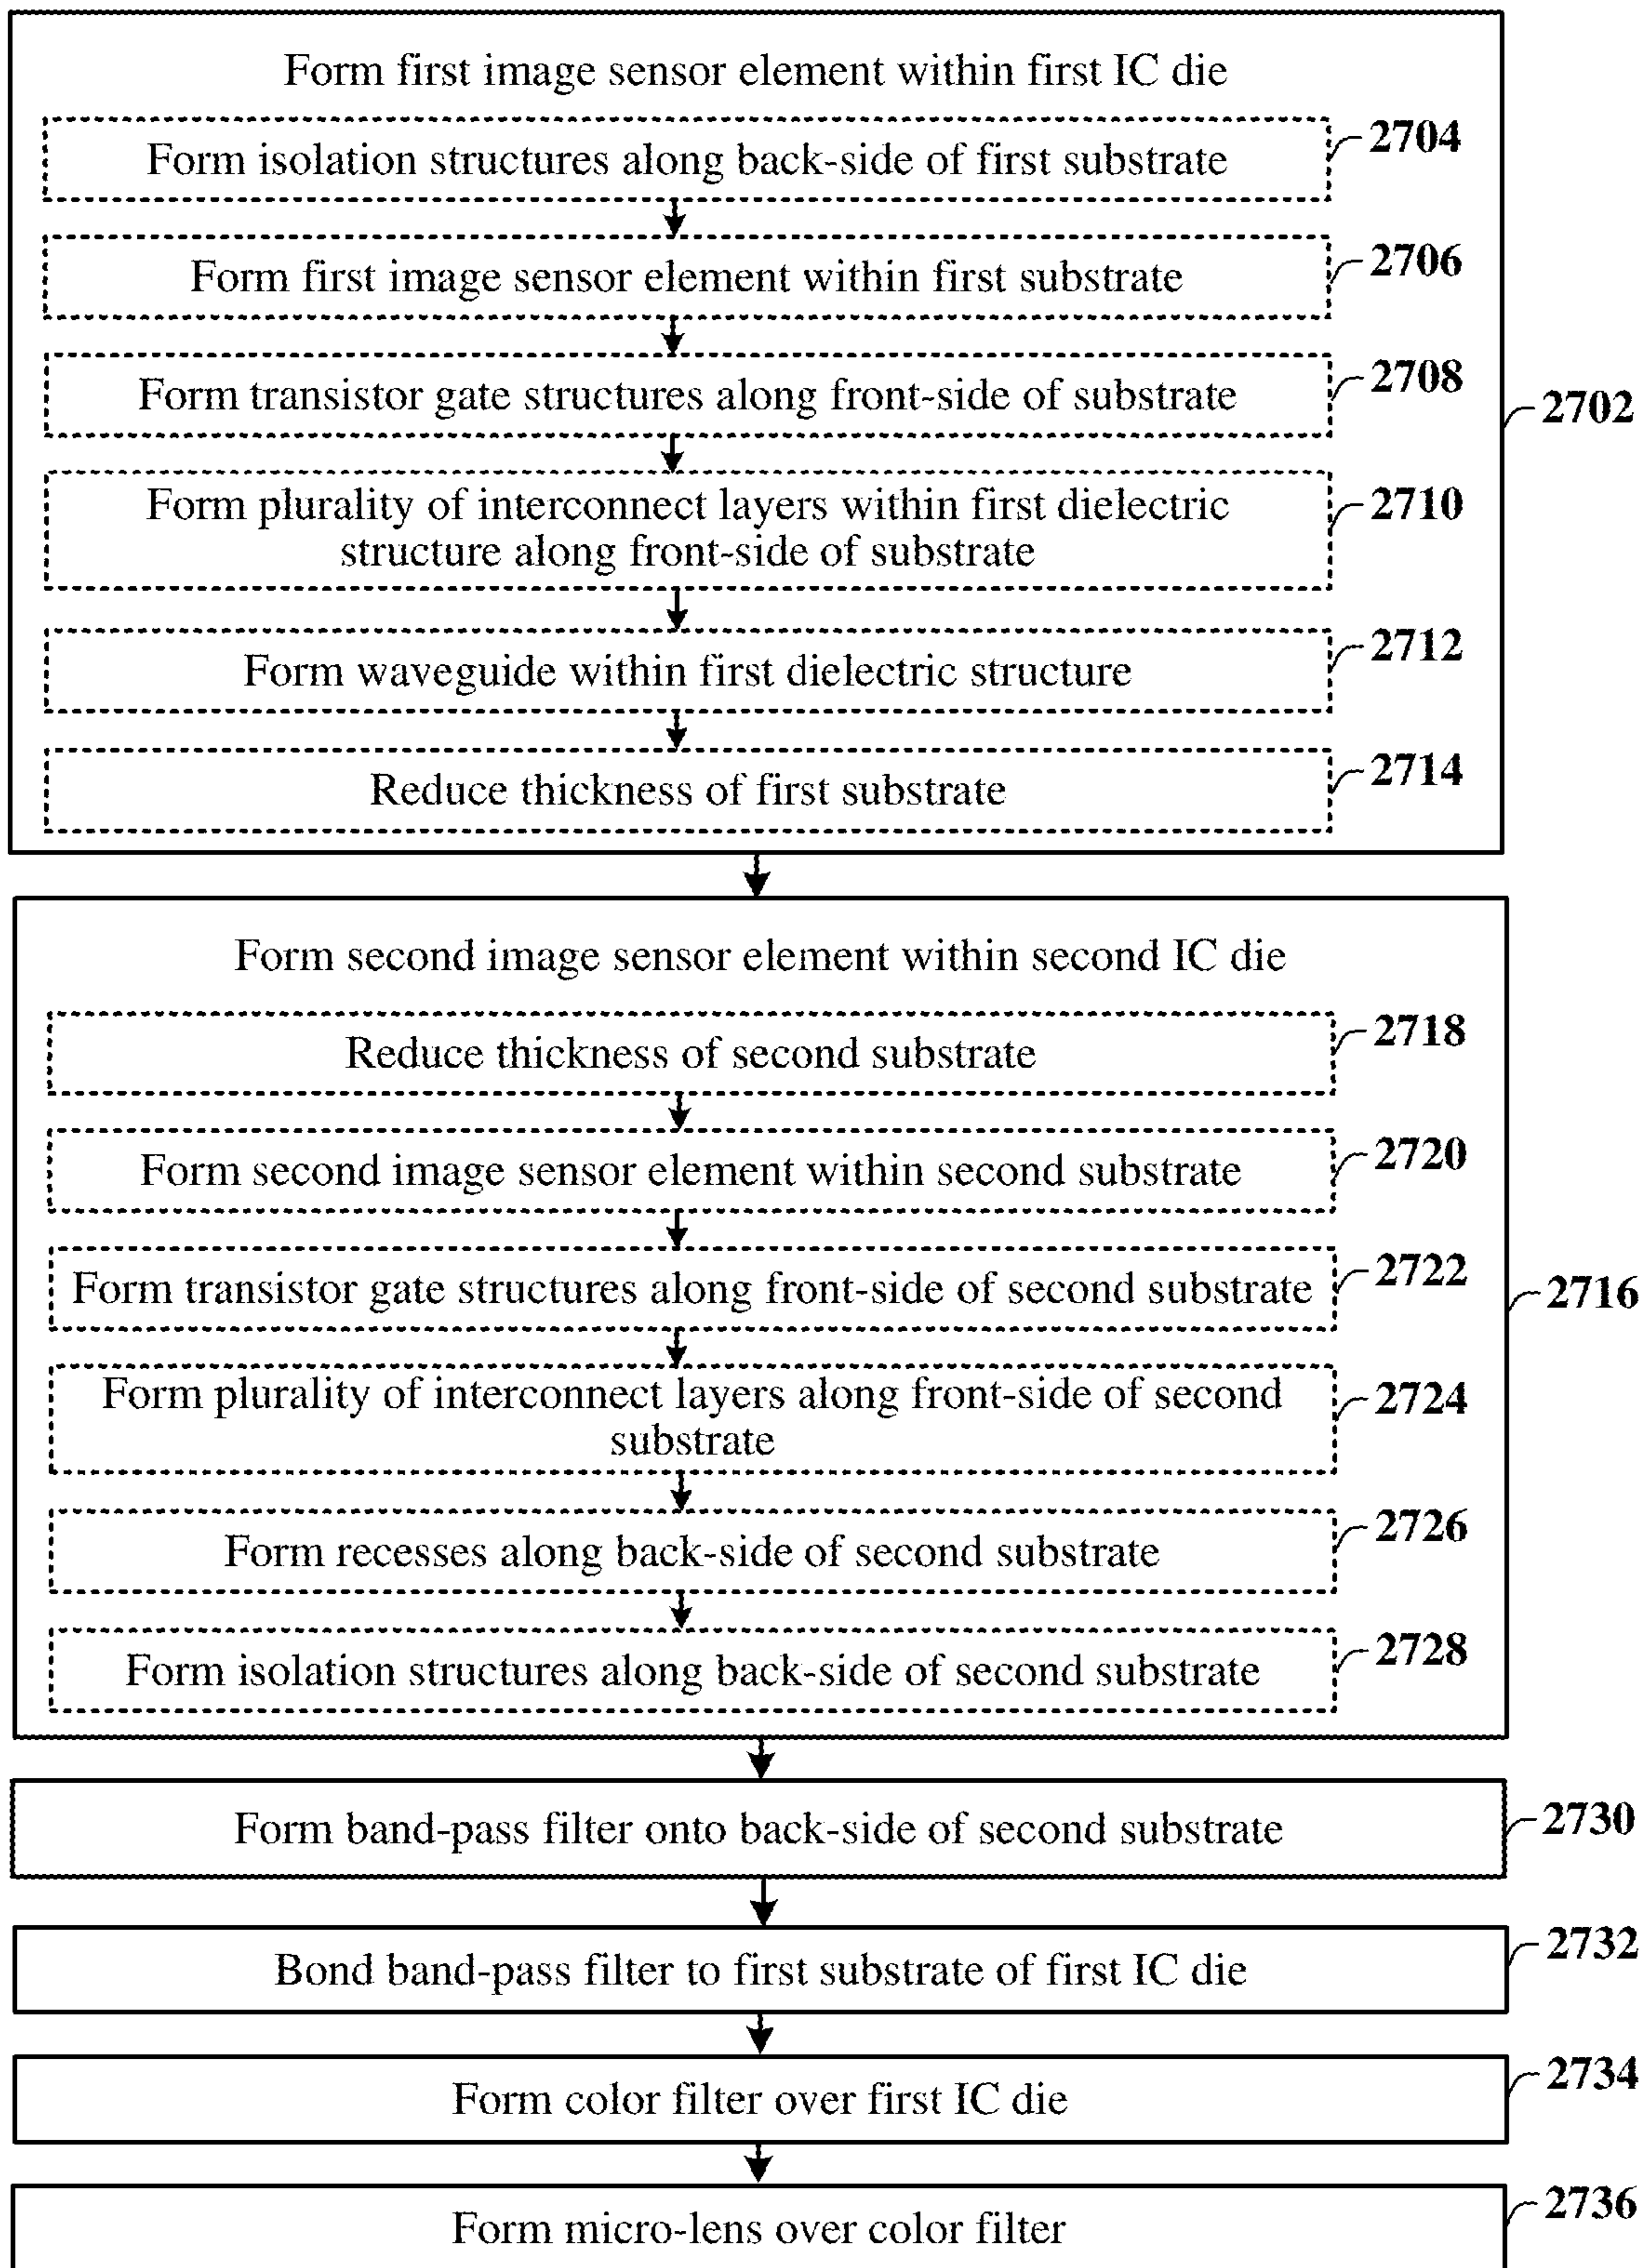 Form first image sensor element within first IC die
Form isolation structures along back-side of first substrate
2704
Form first image sensor element within first substrate
2706
Form transistor gate structures along front-side of substrate
2708
2702
Form plurality of interconnect layers within first dielectric
structure along front-side of substrate
2710
Form waveguide within first dielectric structure
2712
Reduce thickness of first substrate
2714
Form second image sensor element within second IC die
Reduce thickness of second substrate
2718
Form second image sensor element within second substrate
2720
Form transistor gate structures along front-side of second substrate
2722
2716
Form plurality of interconnect layers along front-side of second
substrate
2724
Form recesses along back-side of second substrate
2726
Form isolation structures along back-side of second substrate
2728
Form band-pass filter onto back-side of second substrate
2730
Bond band-pass filter to first substrate of first IC die
2732
Form color filter over first IC die
2734
Form micro-lens over color filter
2736